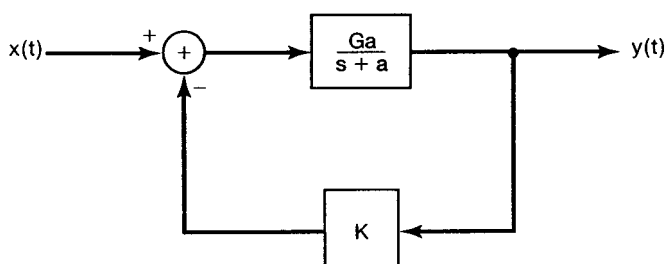 x(t)
+
+
−
Ga
s + a
y(t)
K